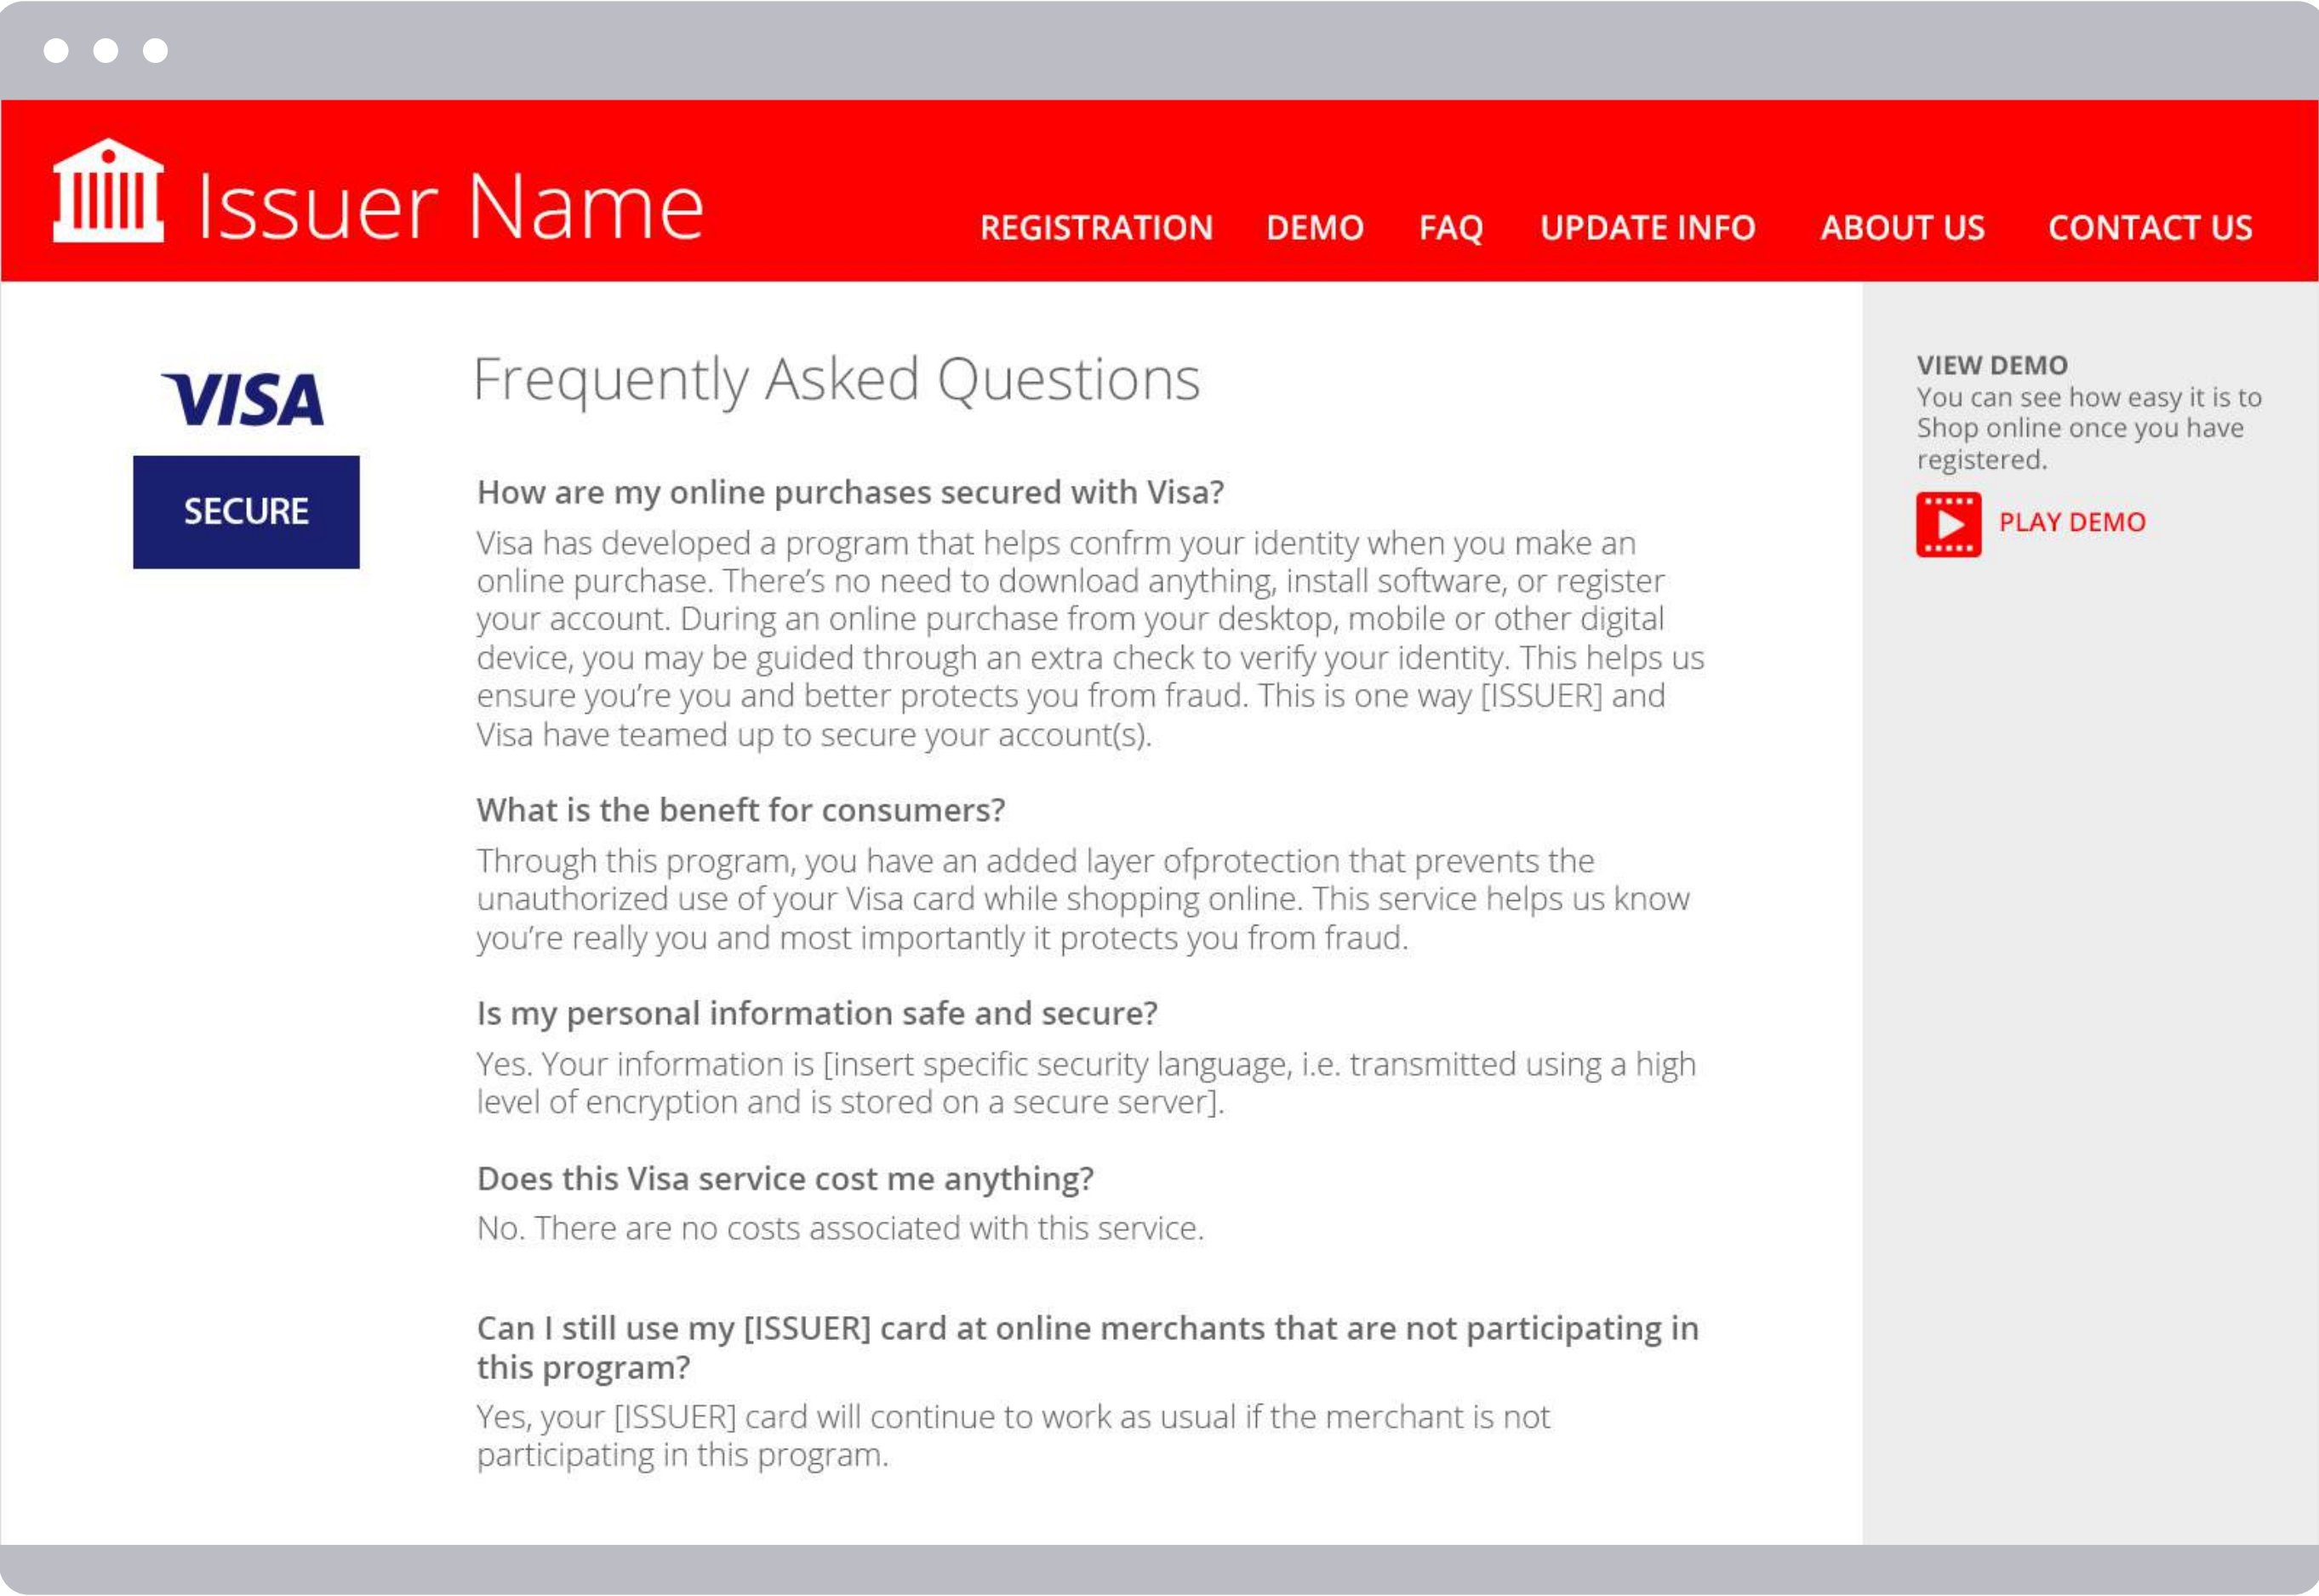 Issuer Name
REGISTRATION DEMO FAQ UPDATE INFO ABOUT US CONTACT US
VISA
SECURE
Frequently Asked Questions
How are my online purchases secured with Visa?
Visa has developed a program that helps confrm your identity when you make an
online purchase. There's no need to download anything, install software, or register
your account. During an online purchase from your desktop, mobile or other digital
device, you may be guided through an extra check to verify your identity. This helps us
ensure you're you and better protects you from fraud. This is one way [ISSUER] and
Visa have teamed up to secure your account(s).
What is the beneft for consumers?
Through this program, you have an added layer ofprotection that prevents the
unauthorized use of your Visa card while shopping online. This service helps us know
you're really you and most importantly it protects you from fraud.
Is my personal information safe and secure?
Yes. Your information is [insert specific security language, i.e. transmitted using a high
level of encryption and is stored on a secure server].
Does this Visa service cost me anything?
No. There are no costs associated with this service.
Can I still use my [ISSUER] card at online merchants that are not participating in
this program?
Yes, your [ISSUER] card will continue to work as usual if the merchant is not
participating in this program.
VIEW DEMO
You can see how easy it is to
Shop online once you have
registered.
PLAY DEMO